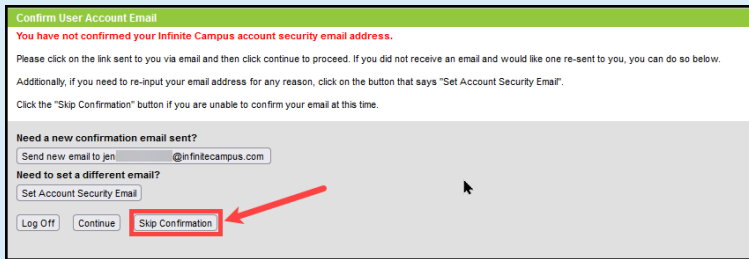 Confirm User Account Email
You have not confirmed your Infinite Campus account security email address.
Please click on the link sent to you via email and then click continue to proceed. If you did not receive an email and would like one re-sent to you, you can do so below.
Additionally, if you need to re-input your email address for any reason, click on the button that says "Set Account Security Email".
Click the "Skip Confirmation" button if you are unable to confirm your email at this time.
Need a new confirmation email sent?
Send new email to jen @infinitecampus.com
Need to set a different email?
Set Account Security Email
Log Off Continue Skip Confirmation